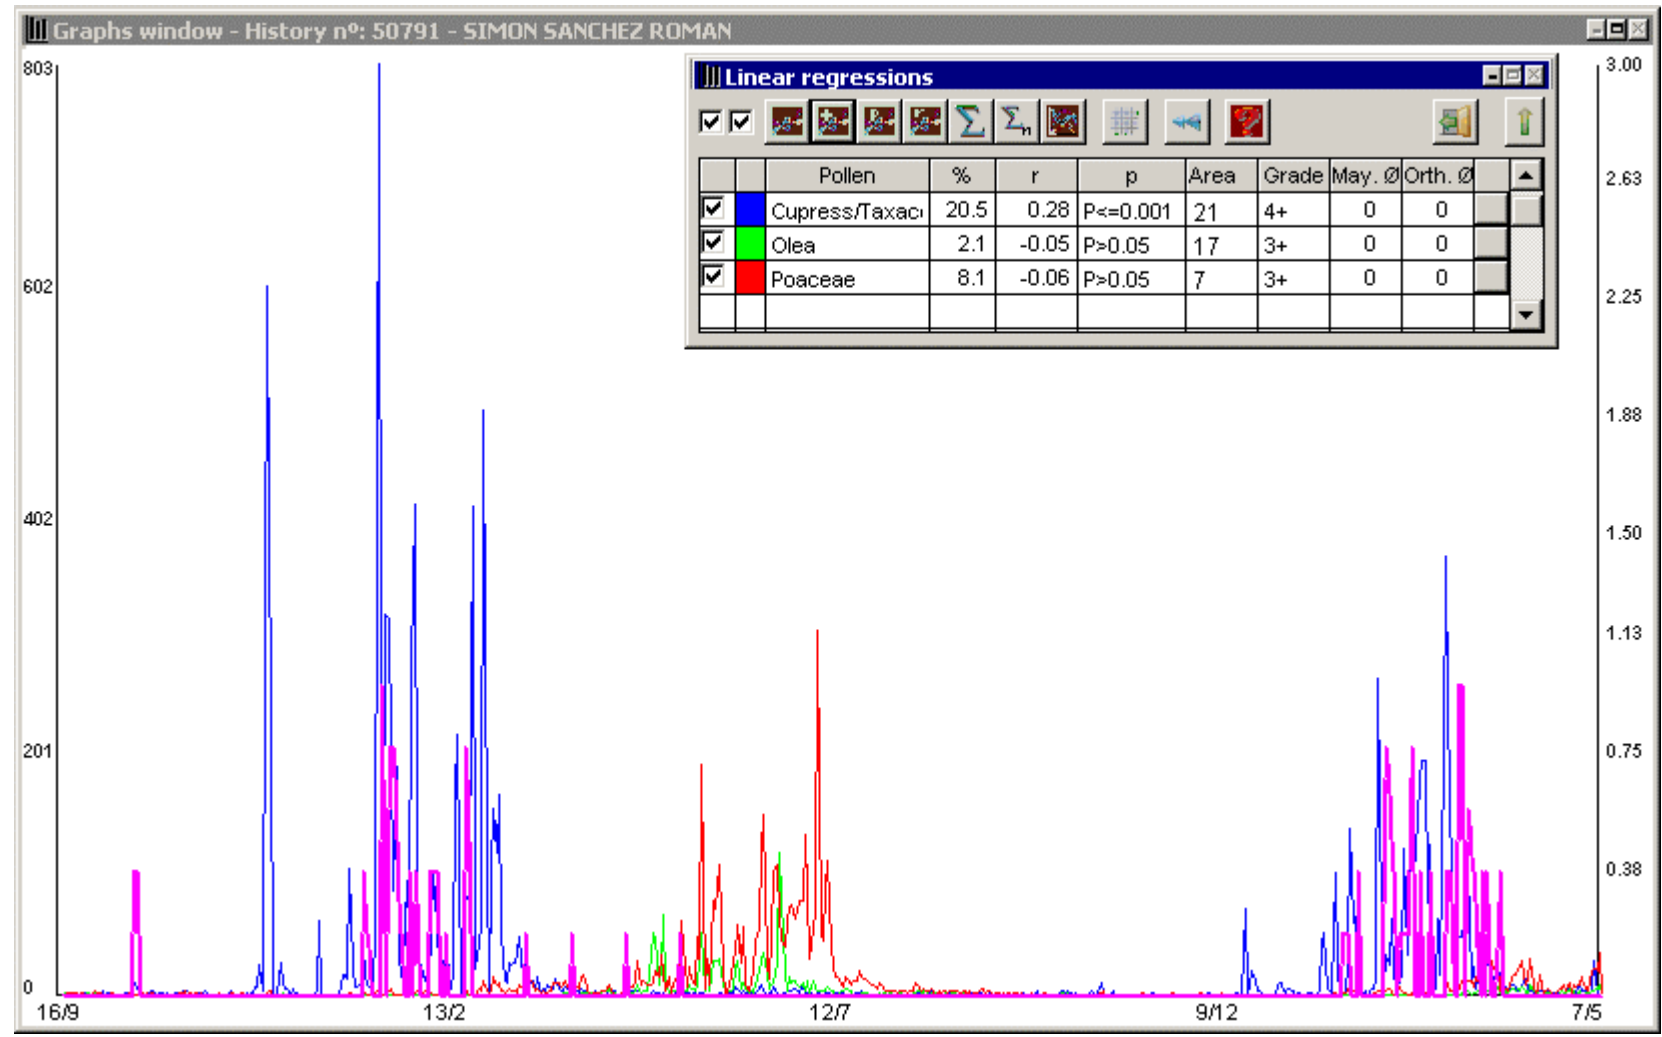 Graphs window - History nº: 50791 - SIMON SANCHEZ ROMAN
803
602
402
201
0
Linear regressions
Pollen % r p Area Grade May. Ø Orth. Ø
Cupress/Taxac 20.5 0.28 P<=0.001 21 4+ 0 0
Olea 2.1 -0.05 P>0.05 17 3+ 0 0
Poaceae 8.1 -0.06 P>0.05 7 3+ 0 0
3.00
2.63
2.25
1.88
1.50
1.13
0.75
0.38
16/9 13/2 12/7 9/12 7/5